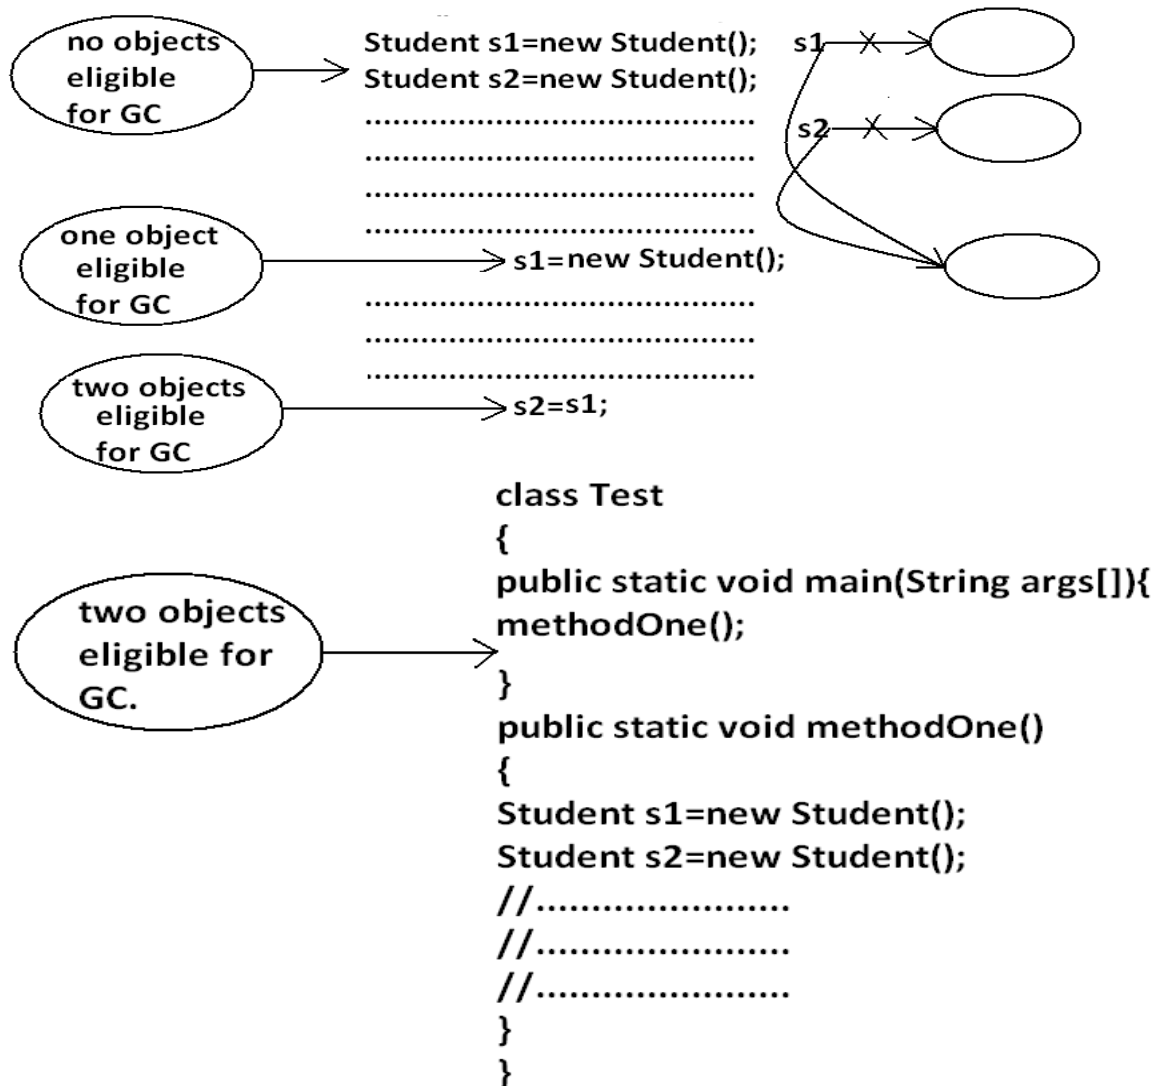 no objects
eligible
for GC
Student s1=new Student();
Student s2=new Student();
..........................................
..........................................
..........................................
..........................................
one object
eligible
for GC
s1=new Student();
..........................................
..........................................
..........................................
two objects
eligible
for GC
s2=s1;
s1
s2
two objects
eligible for
GC.
class Test
{
public static void main(String args[]){
methodOne();
}
public static void methodOne()
{
Student s1=new Student();
Student s2=new Student();
//.......................
//.......................
//.......................
}
}